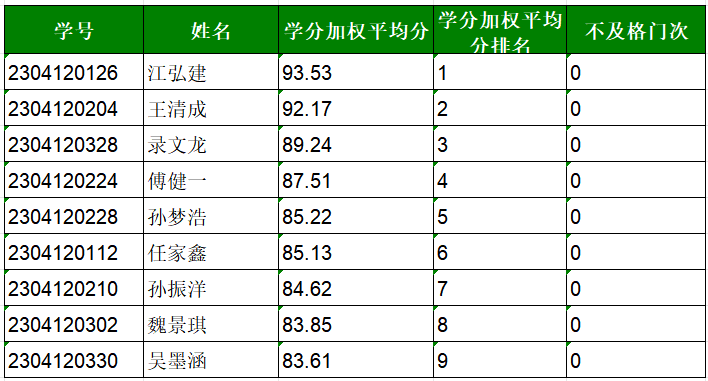 学号 姓名 学分加权平均分 学分加权平均分排名 不及格门次
2304120126 江弘建 93.53 1 0
2304120204 王清成 92.17 2 0
2304120328 录文龙 89.24 3 0
2304120224 傅健一 87.51 4 0
2304120228 孙梦浩 85.22 5 0
2304120112 任家鑫 85.13 6 0
2304120210 孙振洋 84.62 7 0
2304120302 魏景琪 83.85 8 0
2304120330 吴墨涵 83.61 9 0